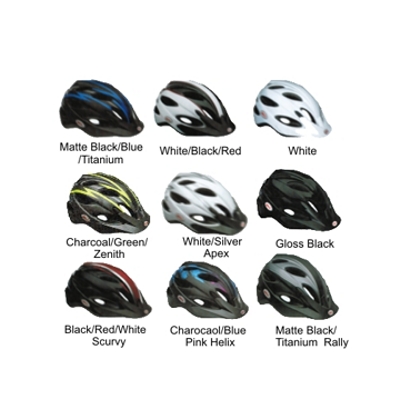 Matte Black/Blue
/Titanium
White/Black/Red
White
Charcoal/Green/
Zenith
White/Silver
Apex
Gloss Black
Black/Red/White
Scurvy
Charocaol/Blue
Pink Helix
Matte Black/
Titanium Rally